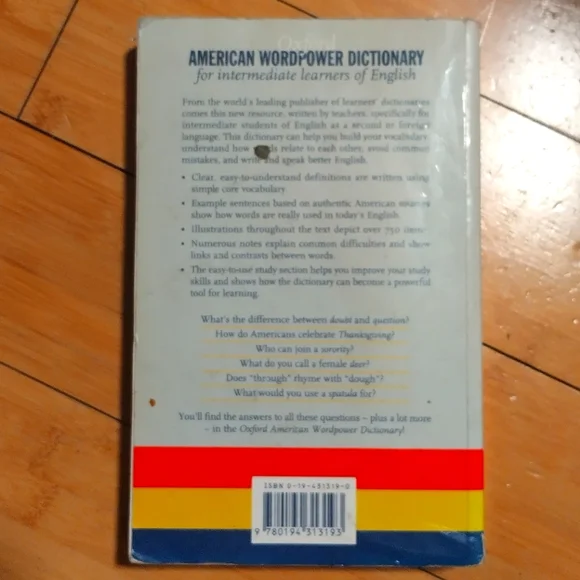 Oxford
AMERICAN WORDPOWER DICTIONARY
for intermediate learners of English
From the world's leading publisher of learners' dictionaries
comes this new resource, written by teachers, specifically for
intermediate students of English as a second or foreign
language. This dictionary can help you build your vocabulary,
understand how relate to each other, avoid common
mistakes, and write and speak better English.
• Clear, easy-to-understand definitions are written using
simple core vocabulary.
• Example sentences based on authentic American sources
show how words are really used in today's English.
• Illustrations throughout the text depict over 750 items.
• Numerous notes explain common difficulties and show
links and contrasts between words.
• The easy-to-use study section helps you improve your study
skills and shows how the dictionary can become a powerful
tool for learning.
What's the difference between doubt and question?
How do Americans celebrate Thanksgiving?
Who can join a sorority?
What do you call a female deer?
Does "through" rhyme with "dough"?
What would you use a spatula for?
You'll find the answers to all these questions – plus a lot more
– in the Oxford American Wordpower Dictionary!
ISBN 0-19-431319-0
9 780194 313193